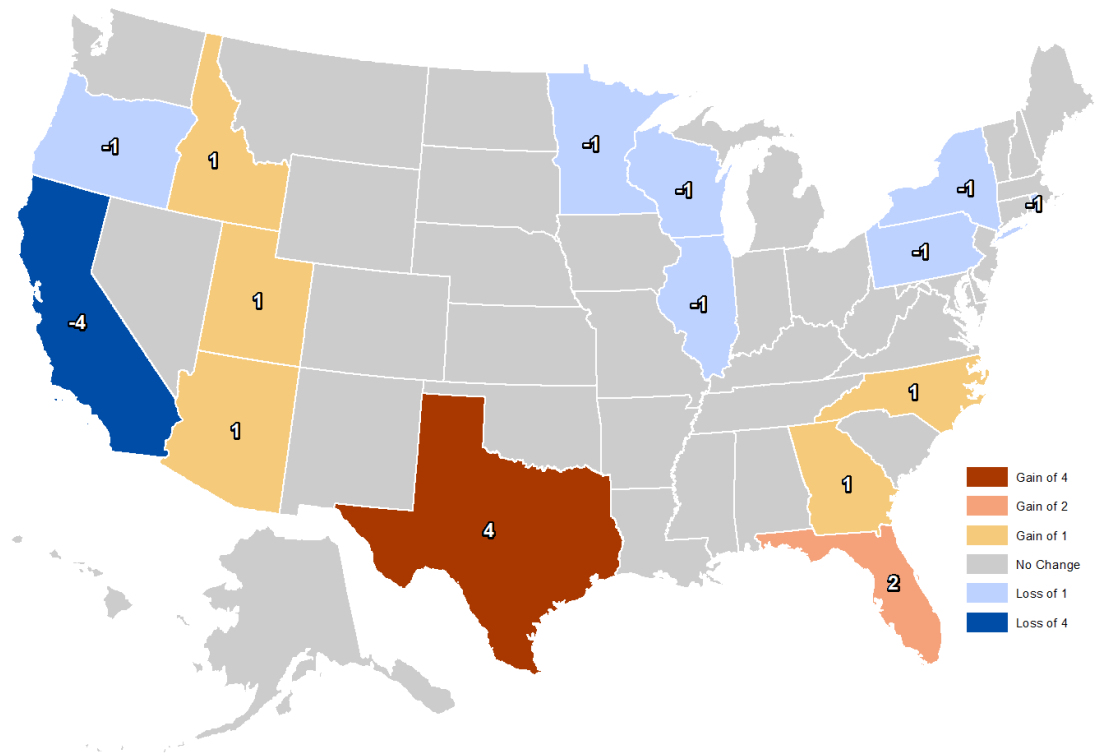 -1
1
-1
-1
-1
-1
-1
-1
1
-4
1
1
1
4
2
Gain of 4
Gain of 2
Gain of 1
No Change
Loss of 1
Loss of 4